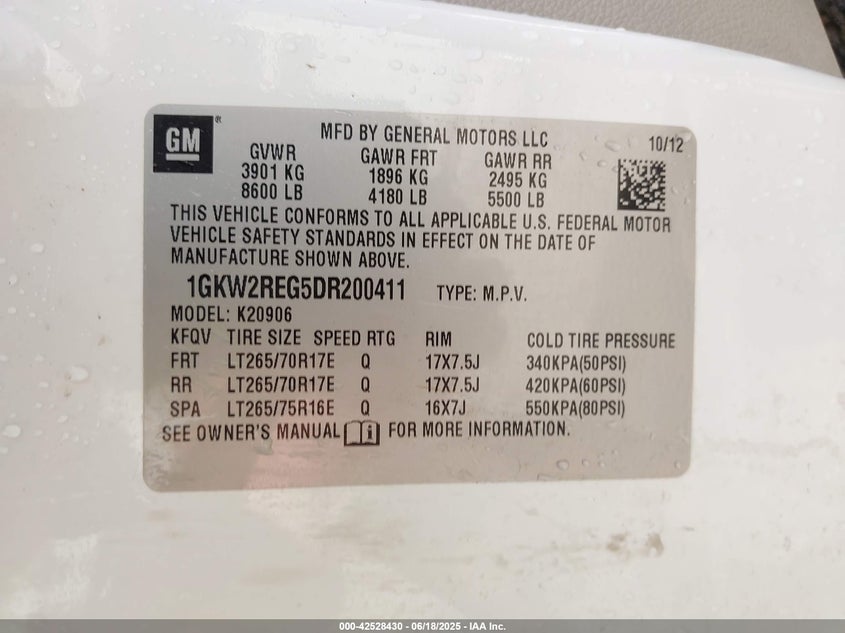 GM ®
MFD BY GENERAL MOTORS LLC 10/12
GVWR GAWR FRT GAWR RR
3901 KG 1896 KG 2495 KG
8600 LB 4180 LB 5500 LB
THIS VEHICLE CONFORMS TO ALL APPLICABLE U.S. FEDERAL MOTOR
VEHICLE SAFETY STANDARDS IN EFFECT ON THE DATE OF
MANUFACTURE SHOWN ABOVE.
1GKW2REG5DR200411 TYPE: M.P.V.
MODEL: K20906
KFQV TIRE SIZE SPEED RTG RIM COLD TIRE PRESSURE
FRT LT265/70R17E Q 17X7.5J 340KPA(50PSI)
RR LT265/70R17E Q 17X7.5J 420KPA(60PSI)
SPA LT265/75R16E Q 16X7J 550KPA(80PSI)
SEE OWNER'S MANUAL i FOR MORE INFORMATION.
000-42528430 - 06/18/2025 - IAA Inc.